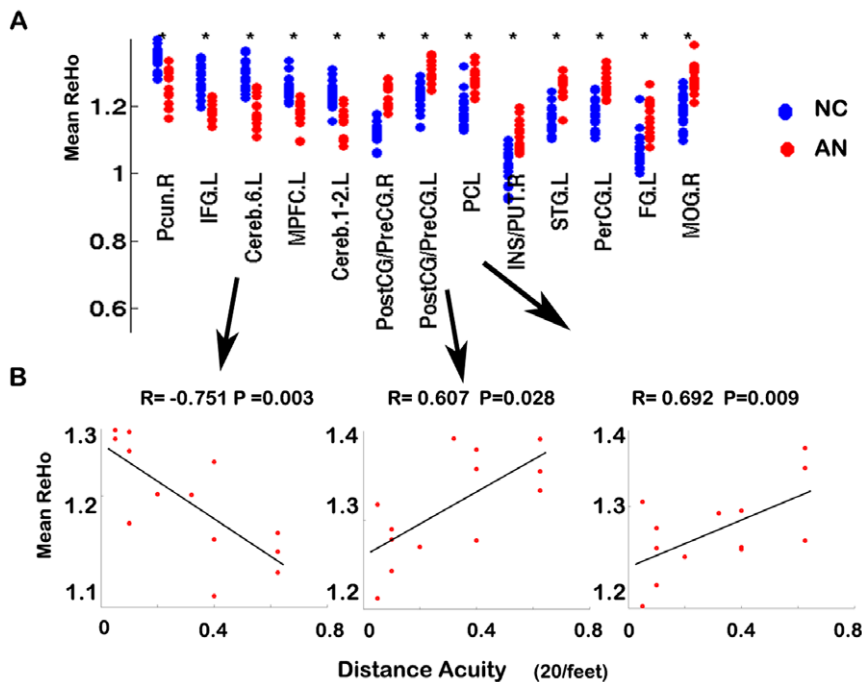 A
* * * * * * * * * * * * *
Mean ReHo
1.2
1
0.8
0.6
Pcun.R
IFG.L
Cereb.6.L
MPFC.L
Cereb.1-2.L
PostCG/PreCG.R
PostCG/PreCG.L
PCL
INS/PUT.R
STG.L
PerCG.L
FG.L
MOG.R
NC
AN
B
R= -0.751 P =0.003
R= 0.607 P=0.028
R= 0.692 P=0.009
Mean ReHo
1.3
1.2
1.1
0 0.4 0.8
1.4
1.3
1.2
0 0.4 0.8
1.4
1.3
1.2
0 0.4 0.8
Distance Acuity (20/feet)